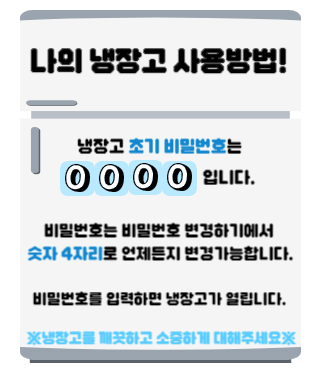 나의 냉장고 사용방법!
냉장고 초기 비밀번호는
0000 입니다.
비밀번호는 비밀번호 변경하기에서
숫자 4자리로 언제든지 변경가능합니다.
비밀번호를 입력하면 냉장고가 열립니다.
※냉장고를 깨끗하고 소중하게 대해주세요※